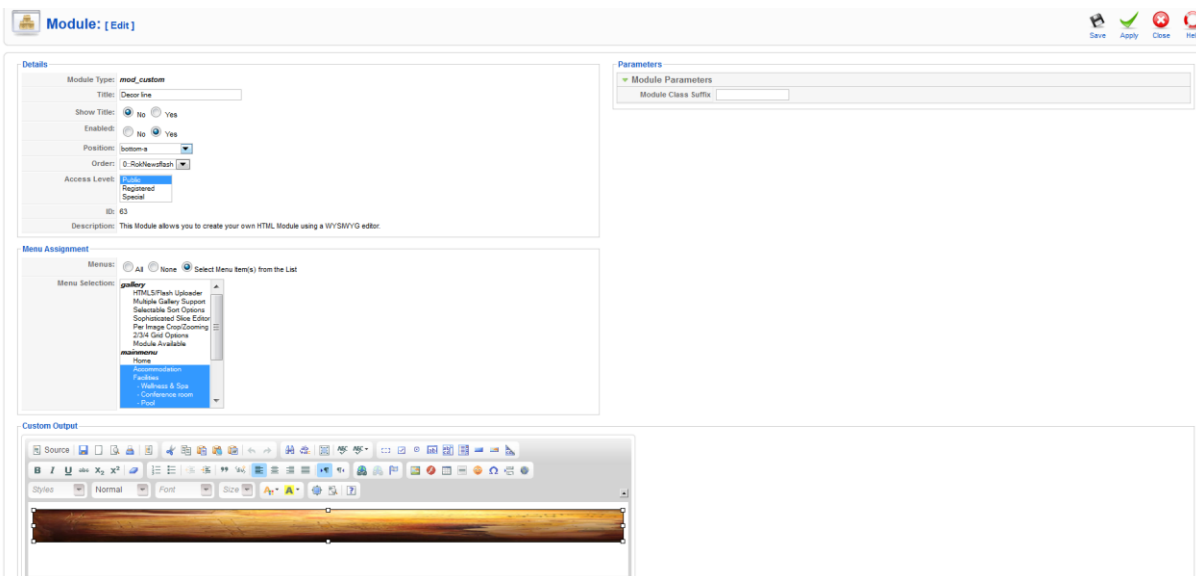 Module: [ Edit ]
Save Apply Close Hel
Details
Module Type: mod_custom
Title: Decor line
Show Title: No Yes
Enabled: No Yes
Position: bottom-a
Order: 0::RokNewsflash
Access Level: Public
Registered
Special
ID: 63
Description: This Module allows you to create your own HTML Module using a WYSIWYG editor.
Parameters
Module Parameters
Module Class Suffix
Menu Assignment
Menus: All None Select Menu Item(s) from the List
Menu Selection: gallery
HTML5/Flash Uploader
Multiple Gallery Support
Selectable Sort Options
Sophisticated Slice Editor
Per Image Crop/Zooming
2/3/4 Grid Options
Module Available
mainmenu
Home
Accommodation
Facilities
- Wellness & Spa
- Conference room
- Pool
Custom Output
Source
B I U abc X₂ X²
Styles Normal Font Size